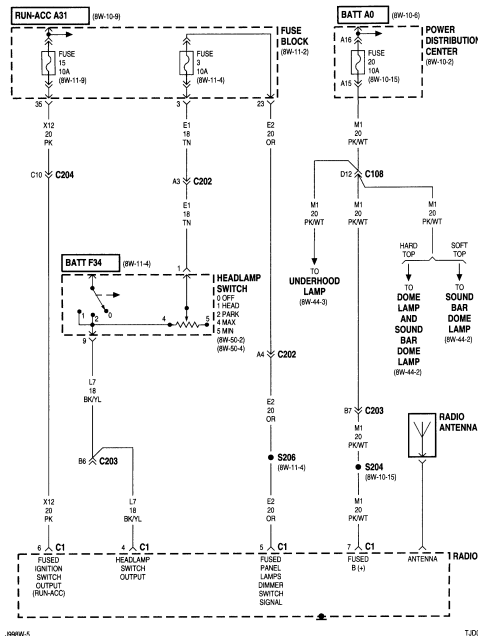 RUN-ACC A31 (8W-10-9)
BATT A0 (8W-10-6)
FUSE 15 10A (8W-11-9)
FUSE 3 10A (8W-11-4)
FUSE BLOCK (8W-11-2)
A16
FUSE 20 10A (8W-10-15)
A15
POWER DISTRIBUTION CENTER (8W-10-2)
35
3
23
X12 20 PK
E1 18 TN
E2 20 OR
M1 20 PK/WT
C10 C204
A3 C202
D12 C108
E1 18 TN
M1 20 PK/WT
M1 20 PK/WT
M1 20 PK/WT
BATT F34 (8W-11-4)
1
HEADLAMP SWITCH
0 OFF
1 HEAD
2 PARK
4 MAX
5 MIN
(8W-50-2)
(8W-50-4)
1 2 0
4 5
9
TO UNDERHOOD LAMP (8W-44-3)
HARD TOP
SOFT TOP
TO DOME LAMP AND SOUND BAR DOME LAMP (8W-44-2)
TO SOUND BAR DOME LAMP (8W-44-2)
L7 18 BK/YL
A4 C202
E2 20 OR
B7 C203
M1 20 PK/WT
RADIO ANTENNA
B6 C203
S206 (8W-11-4)
S204 (8W-10-15)
X12 20 PK
L7 18 BK/YL
E2 20 OR
M1 20 PK/WT
6 C1
4 C1
5 C1
7 C1
RADIO
FUSED IGNITION SWITCH OUTPUT (RUN-ACC)
HEADLAMP SWITCH OUTPUT
FUSED PANEL LAMPS DIMMER SWITCH SIGNAL
FUSED B (+)
ANTENNA